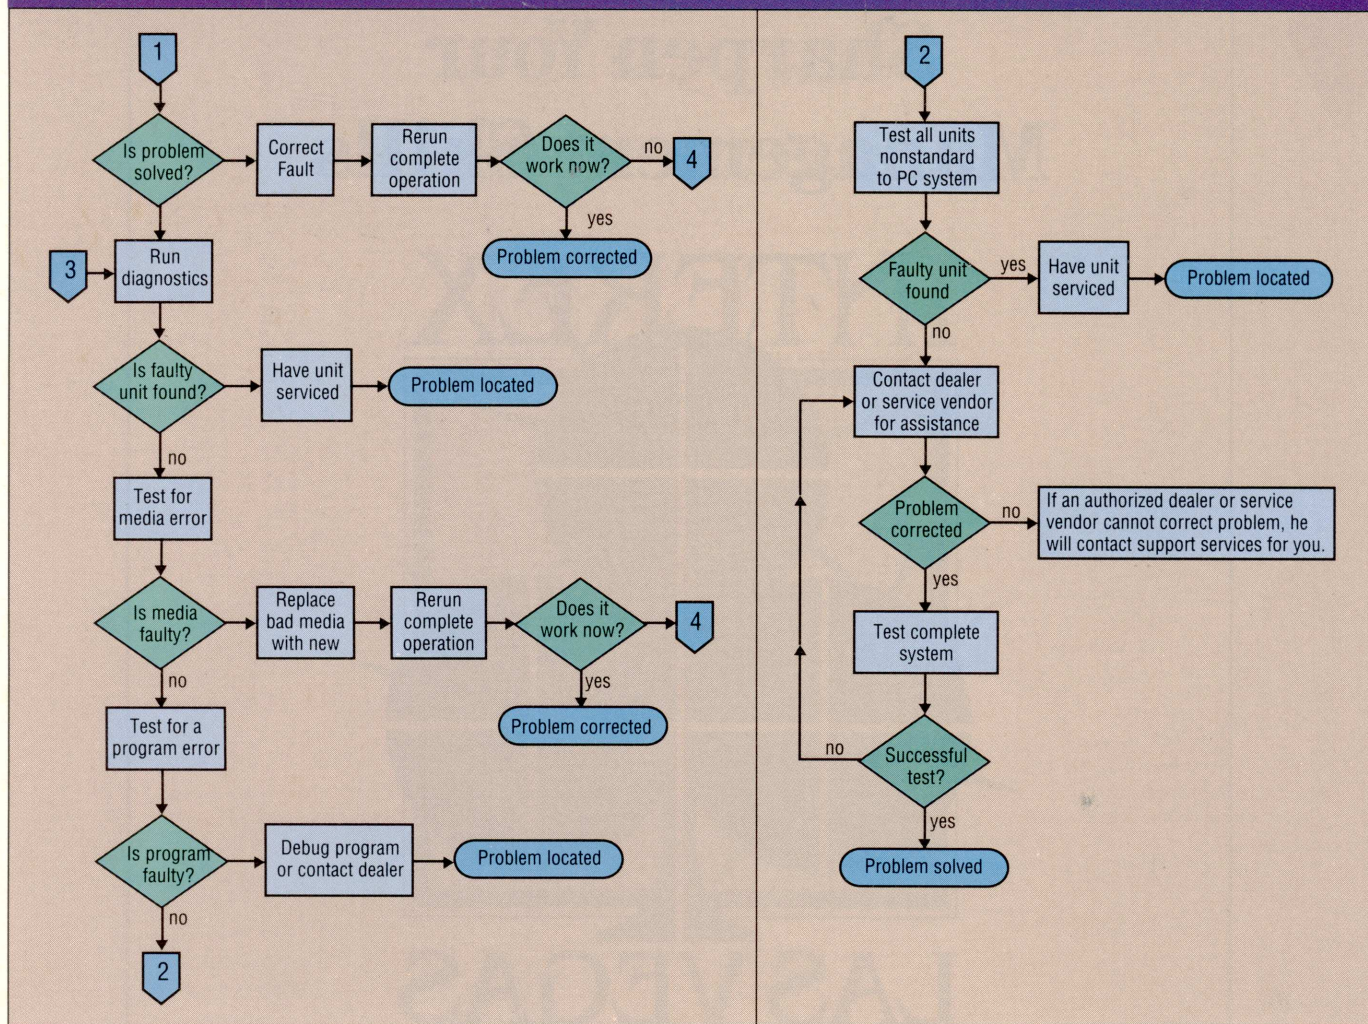 1
Is problem
solved?
Correct
Fault
Rerun
complete
operation
Does it
work now?
no
4
yes
Problem corrected
3
Run
diagnostics
Is faulty
unit found?
Have unit
serviced
Problem located
no
Test for
media error
Is media
faulty?
Replace
bad media
with new
Rerun
complete
operation
Does it
work now?
4
yes
Problem corrected
no
Test for a
program error
Is program
faulty?
Debug program
or contact dealer
Problem located
no
2
2
Test all units
nonstandard
to PC system
Faulty unit
found
yes
Have unit
serviced
Problem located
no
Contact dealer
or service vendor
for assistance
Problem
corrected
no
If an authorized dealer or service
vendor cannot correct problem, he
will contact support services for you.
yes
Test complete
system
Successful
test?
no
yes
Problem solved